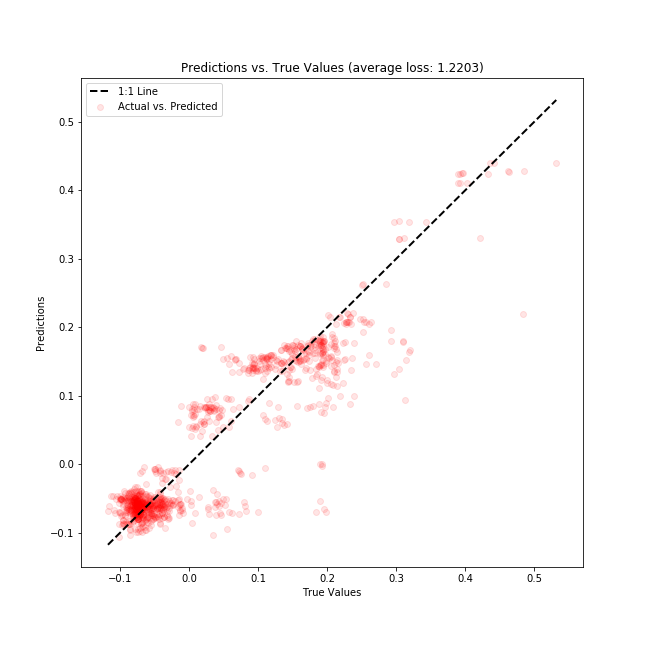 Predictions vs. True Values (average loss: 1.2203)
1:1 Line
Actual vs. Predicted
0.5
0.4
0.3
0.2
0.1
0.0
−0.1
Predictions
−0.1 0.0 0.1 0.2 0.3 0.4 0.5
True Values